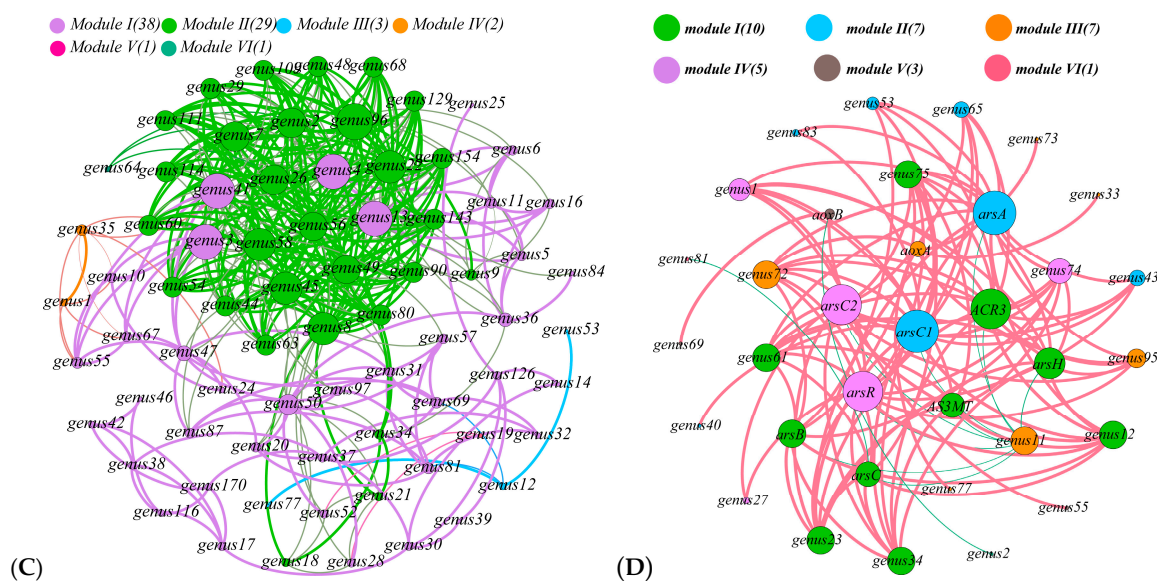 Module I(38) Module II(29) Module III(3) Module IV(2)
Module V(1) Module VI(1)
genus109 genus48 genus68
genus29 genus129
genus25
genus111 genus7 genus2 genus96
genus6
genus64 genus114 genus26 genus4 genus22 genus154
genus41 genus11 genus16
genus60 genus56 genus13 genus143
genus35 genus3 genus58 genus5
genus10 genus54 genus49 genus90 genus9 genus84
genus1 genus44 genus45
genus67 genus63 genus8 genus80 genus36 genus53
genus55 genus47 genus57
genus24 genus97 genus31 genus126 genus14
genus46 genus50 genus69
genus42 genus87 genus20 genus34 genus19 genus32
genus38 genus37 genus81
genus170 genus77 genus21 genus12
genus116 genus52 genus39
genus17 genus18 genus28 genus30
(C)
module I(10) module II(7) module III(7)
module IV(5) module V(3) module VI(1)
genus53 genus65
genus83 genus73
genus1 genus75 genus33
aoxB arsA
genus81 genus72 aoxA genus74 genus43
arsC2 ACR3
genus69 genus61 arsC1 arsH genus95
arsR
genus40 arsB AS3MT genus11 genus12
arsC
genus27 genus77 genus55
genus23 genus34 genus2
(D)